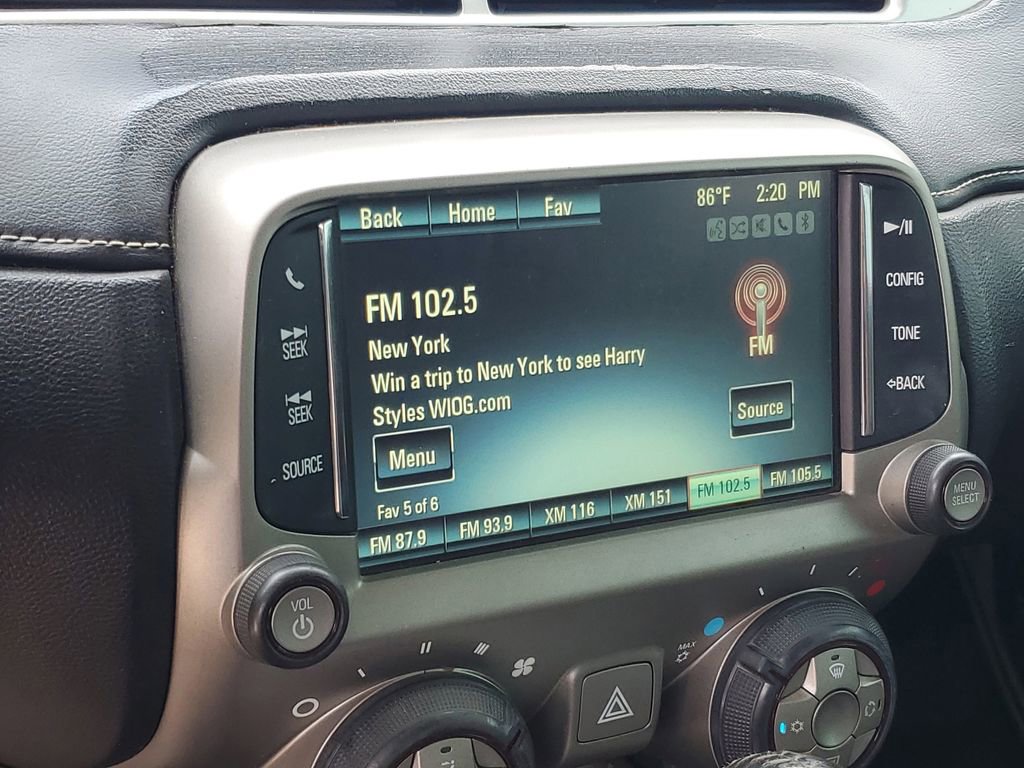 Back Home Fav
86°F 2:20 PM
FM 102.5
New York
Win a trip to New York to see Harry
Styles WIOG.com
FM
Menu
Source
Fav 5 of 6
FM 87.9 FM 93.9 XM 116 XM 151 FM 102.5 FM 105.5
SEEK
SEEK
SOURCE
CONFIG
TONE
BACK
VOL
MENU
SELECT
MAX